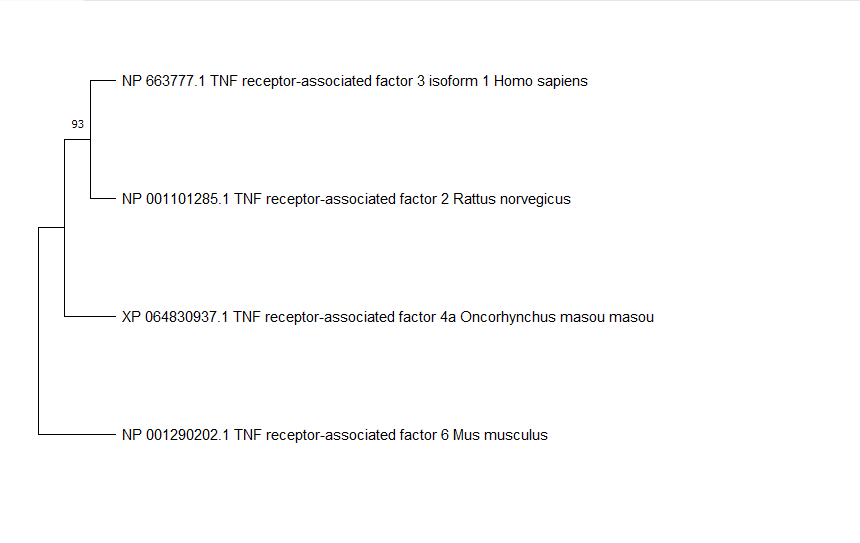 NP 663777.1 TNF receptor-associated factor 3 isoform 1 Homo sapiens
93
NP 001101285.1 TNF receptor-associated factor 2 Rattus norvegicus
XP 064830937.1 TNF receptor-associated factor 4a Oncorhynchus masou masou
NP 001290202.1 TNF receptor-associated factor 6 Mus musculus